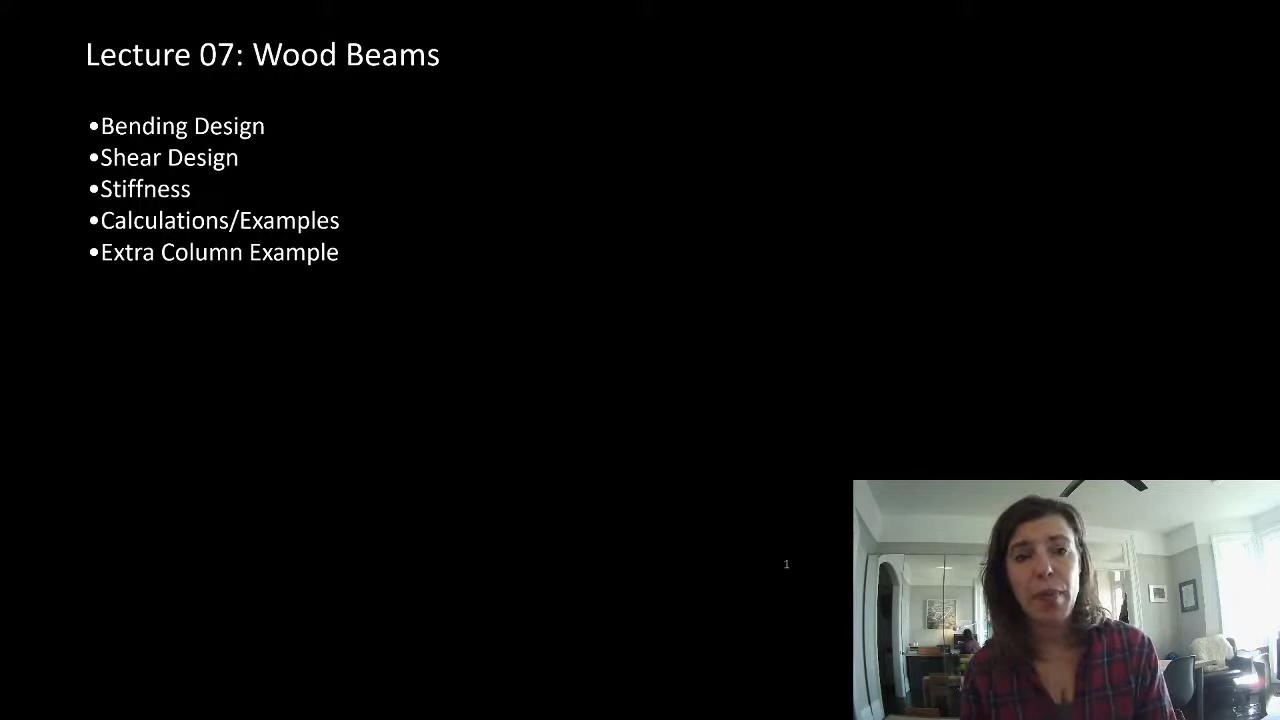 Lecture 07: Wood Beams
•Bending Design
•Shear Design
•Stiffness
•Calculations/Examples
•Extra Column Example
1